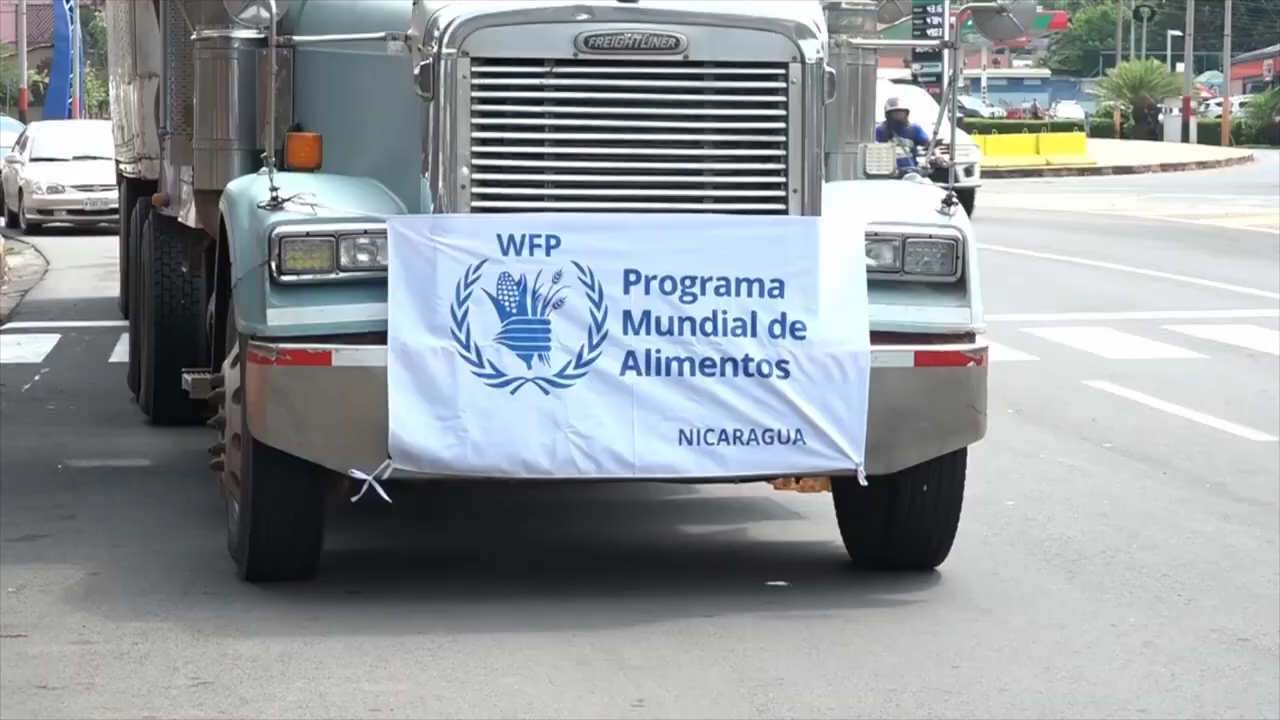 FREIGHTLINER
WFP
Programa
Mundial de
Alimentos
NICARAGUA